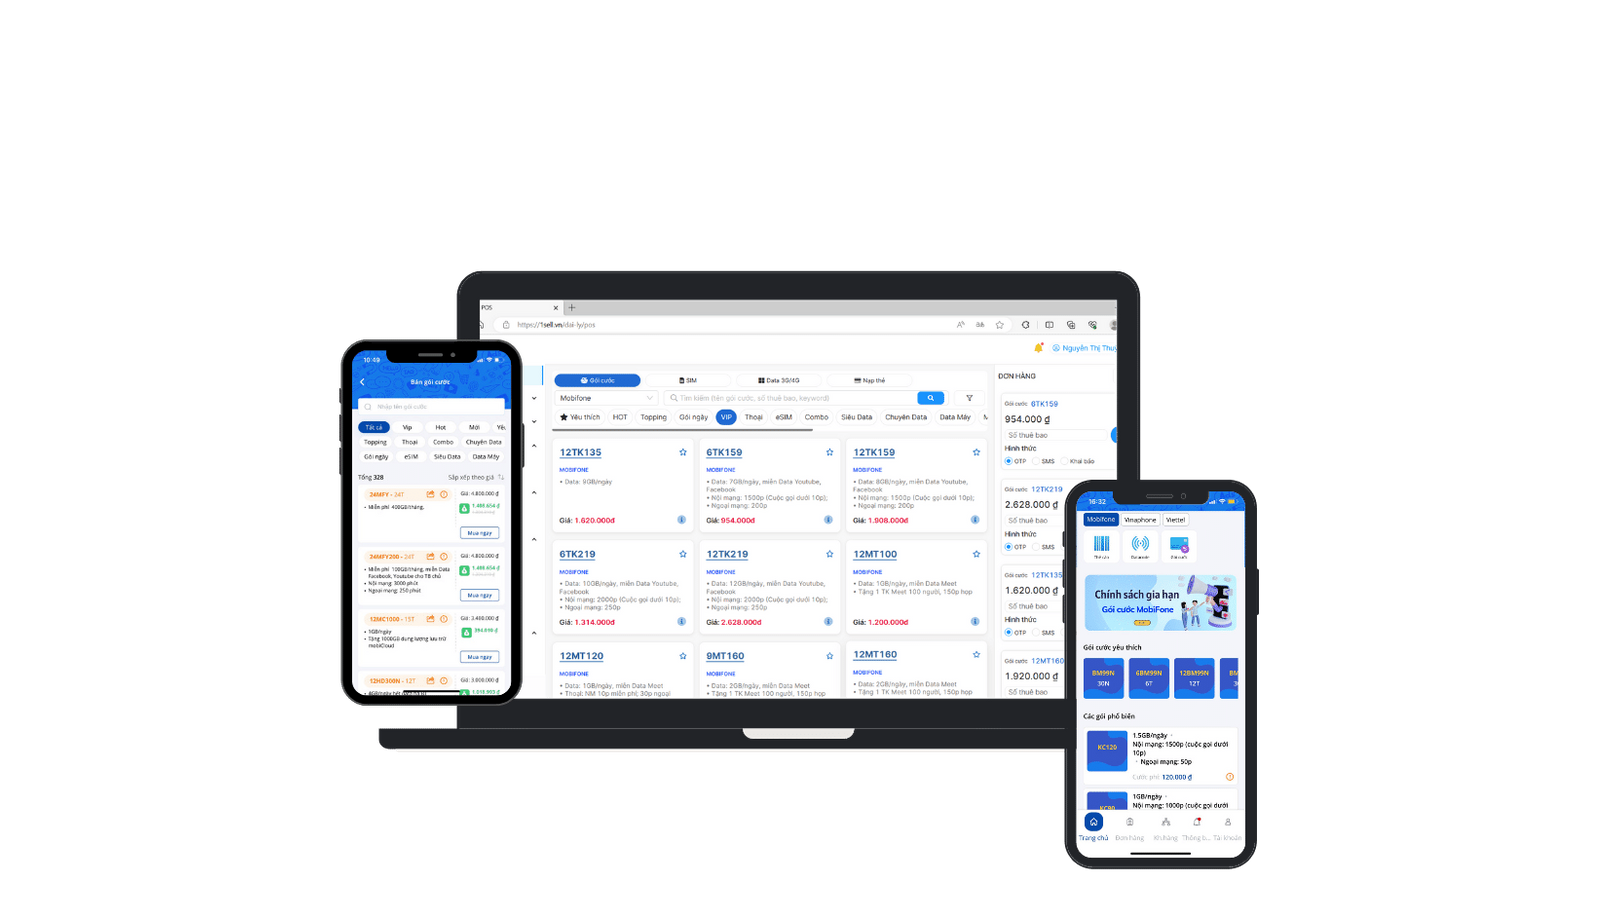 10:49
Bán gói cước
Nhập tên gói cước
Tất cả Vip Hot Mới
Topping Thoại Combo Chuyên Data
Gói ngày eSIM Siêu Data Data Máy
Tổng 328 Sắp xếp theo giá
24MFY - 24T
Giá: 4.800.000 ₫
• Miễn phí 400GB/tháng.
Mua ngay
24MFY200 - 24T
Giá: 4.800.000 ₫
• Miễn phí 100GB/tháng, miễn Data
Facebook, Youtube cho TB chủ
• Nội mạng: 3000 phút
• Ngoại mạng: 250 phút
Mua ngay
12MC1000 - 15T
Giá: 3.480.000 ₫
• 1GB/ngày
• Tặng 1000GB dung lượng lưu trữ
mobiCloud
Mua ngay
12HD300N - 12T
Giá: 3.000.000 ₫
POS
https://1sell.vn/dai-ly/pos
Nguyễn Thị Thuỳ
Gói cước SIM Data 3G/4G Nạp thẻ
Mobifone
Tìm kiếm (tên gói cước, số thuê bao, keyword)
Yêu thích HOT Topping Gói ngày VIP Thoại eSIM Combo Siêu Data Chuyên Data Data Máy M
12TK135
MOBIFONE
• Data: 9GB/ngày
Giá: 1.620.000đ
6TK159
MOBIFONE
• Data: 7GB/ngày, miễn Data Youtube,
Facebook
• Nội mạng: 1500p (Cuộc gọi dưới 10p);
• Ngoại mạng: 200p
Giá: 954.000đ
12TK159
MOBIFONE
• Data: 8GB/ngày, miễn Data Youtube,
Facebook
• Nội mạng: 1500p (Cuộc gọi dưới 10p);
• Ngoại mạng: 200p
Giá: 1.908.000đ
6TK219
MOBIFONE
• Data: 10GB/ngày, miễn Data Youtube,
Facebook
• Nội mạng: 2000p (Cuộc gọi dưới 10p);
• Ngoại mạng: 250p
Giá: 1.314.000đ
12TK219
MOBIFONE
• Data: 12GB/ngày, miễn Data Youtube,
Facebook
• Nội mạng: 2000p (Cuộc gọi dưới 10p);
• Ngoại mạng: 250p
Giá: 2,628.000đ
12MT100
MOBIFONE
• Data: 1GB/ngày, miễn Data Meet
• Tặng 1 TK Meet 100 người, 150p họp
Giá: 1.200.000đ
12MT120
MOBIFONE
• Data: 1GB/ngày, miễn Data Meet
• Thoại: NM 10p miễn phí; 30p ngoại
9MT160
MOBIFONE
• Data: 2GB/ngày, miễn Data Meet
• Tặng 1 TK Meet 100 người, 150p họp
12MT160
MOBIFONE
• Data: 2GB/ngày, miễn Data Meet
• Tặng 1 TK Meet 100 người, 150p họp
ĐƠN HÀNG
Gói cước 6TK159
954.000 ₫
Số thuê bao
Hình thức
OTP SMS Khai báo
Gói cước 12TK219
2.628.000 ₫
Số thuê bao
Hình thức
OTP SMS
Gói cước 12TK135
1.620.000 ₫
Số thuê bao
Hình thức
OTP SMS
Gói cước 12MT160
1.920.000 ₫
Số thuê bao
16:32
Mobifone Vinaphone Viettel
Chính sách gia hạn
Gói cước MobiFone
Gói cước yêu thích
BM99N
30N
6BM99N
6T
12BM99N
12T
Các gói phổ biến
KC120
1.5GB/ngày
Nội mạng: 1500p (cuộc gọi dưới
10p)
Ngoại mạng: 50p
Cước phí: 120.000 ₫
KC90
1GB/ngày
Nội mạng: 1000p (cuộc gọi dưới
Trang chủ Đơn hàng Kh.hàng Thông b... Tài khoản